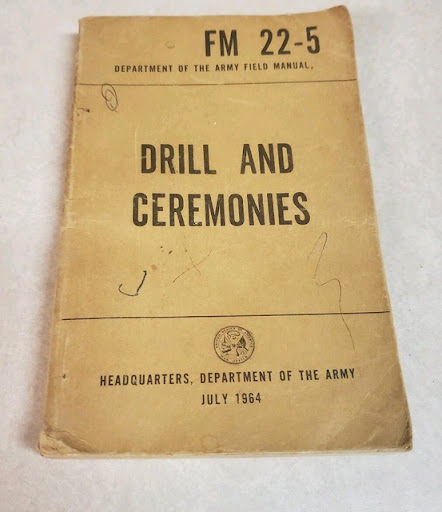 FM 22-5
DEPARTMENT OF THE ARMY FIELD MANUAL,
DRILL AND
CEREMONIES
HEADQUARTERS, DEPARTMENT OF THE ARMY
JULY 1964